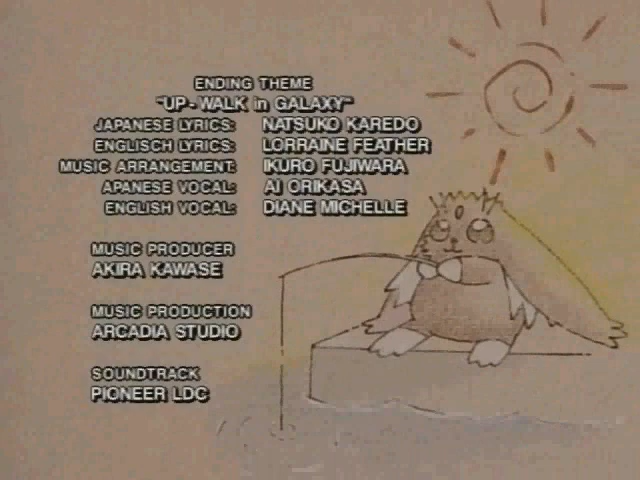 ENDING THEME
"UP-WALK in GALAXY"
JAPANESE LYRICS: NATSUKO KAREDO
ENGLISCH LYRICS: LORRAINE FEATHER
MUSIC ARRANGEMENT: IKURO FUJIWARA
APANESE VOCAL: AI ORIKASA
ENGLISH VOCAL: DIANE MICHELLE
MUSIC PRODUCER
AKIRA KAWASE
MUSIC PRODUCTION
ARCADIA STUDIO
SOUNDTRACK
PIONEER LDC